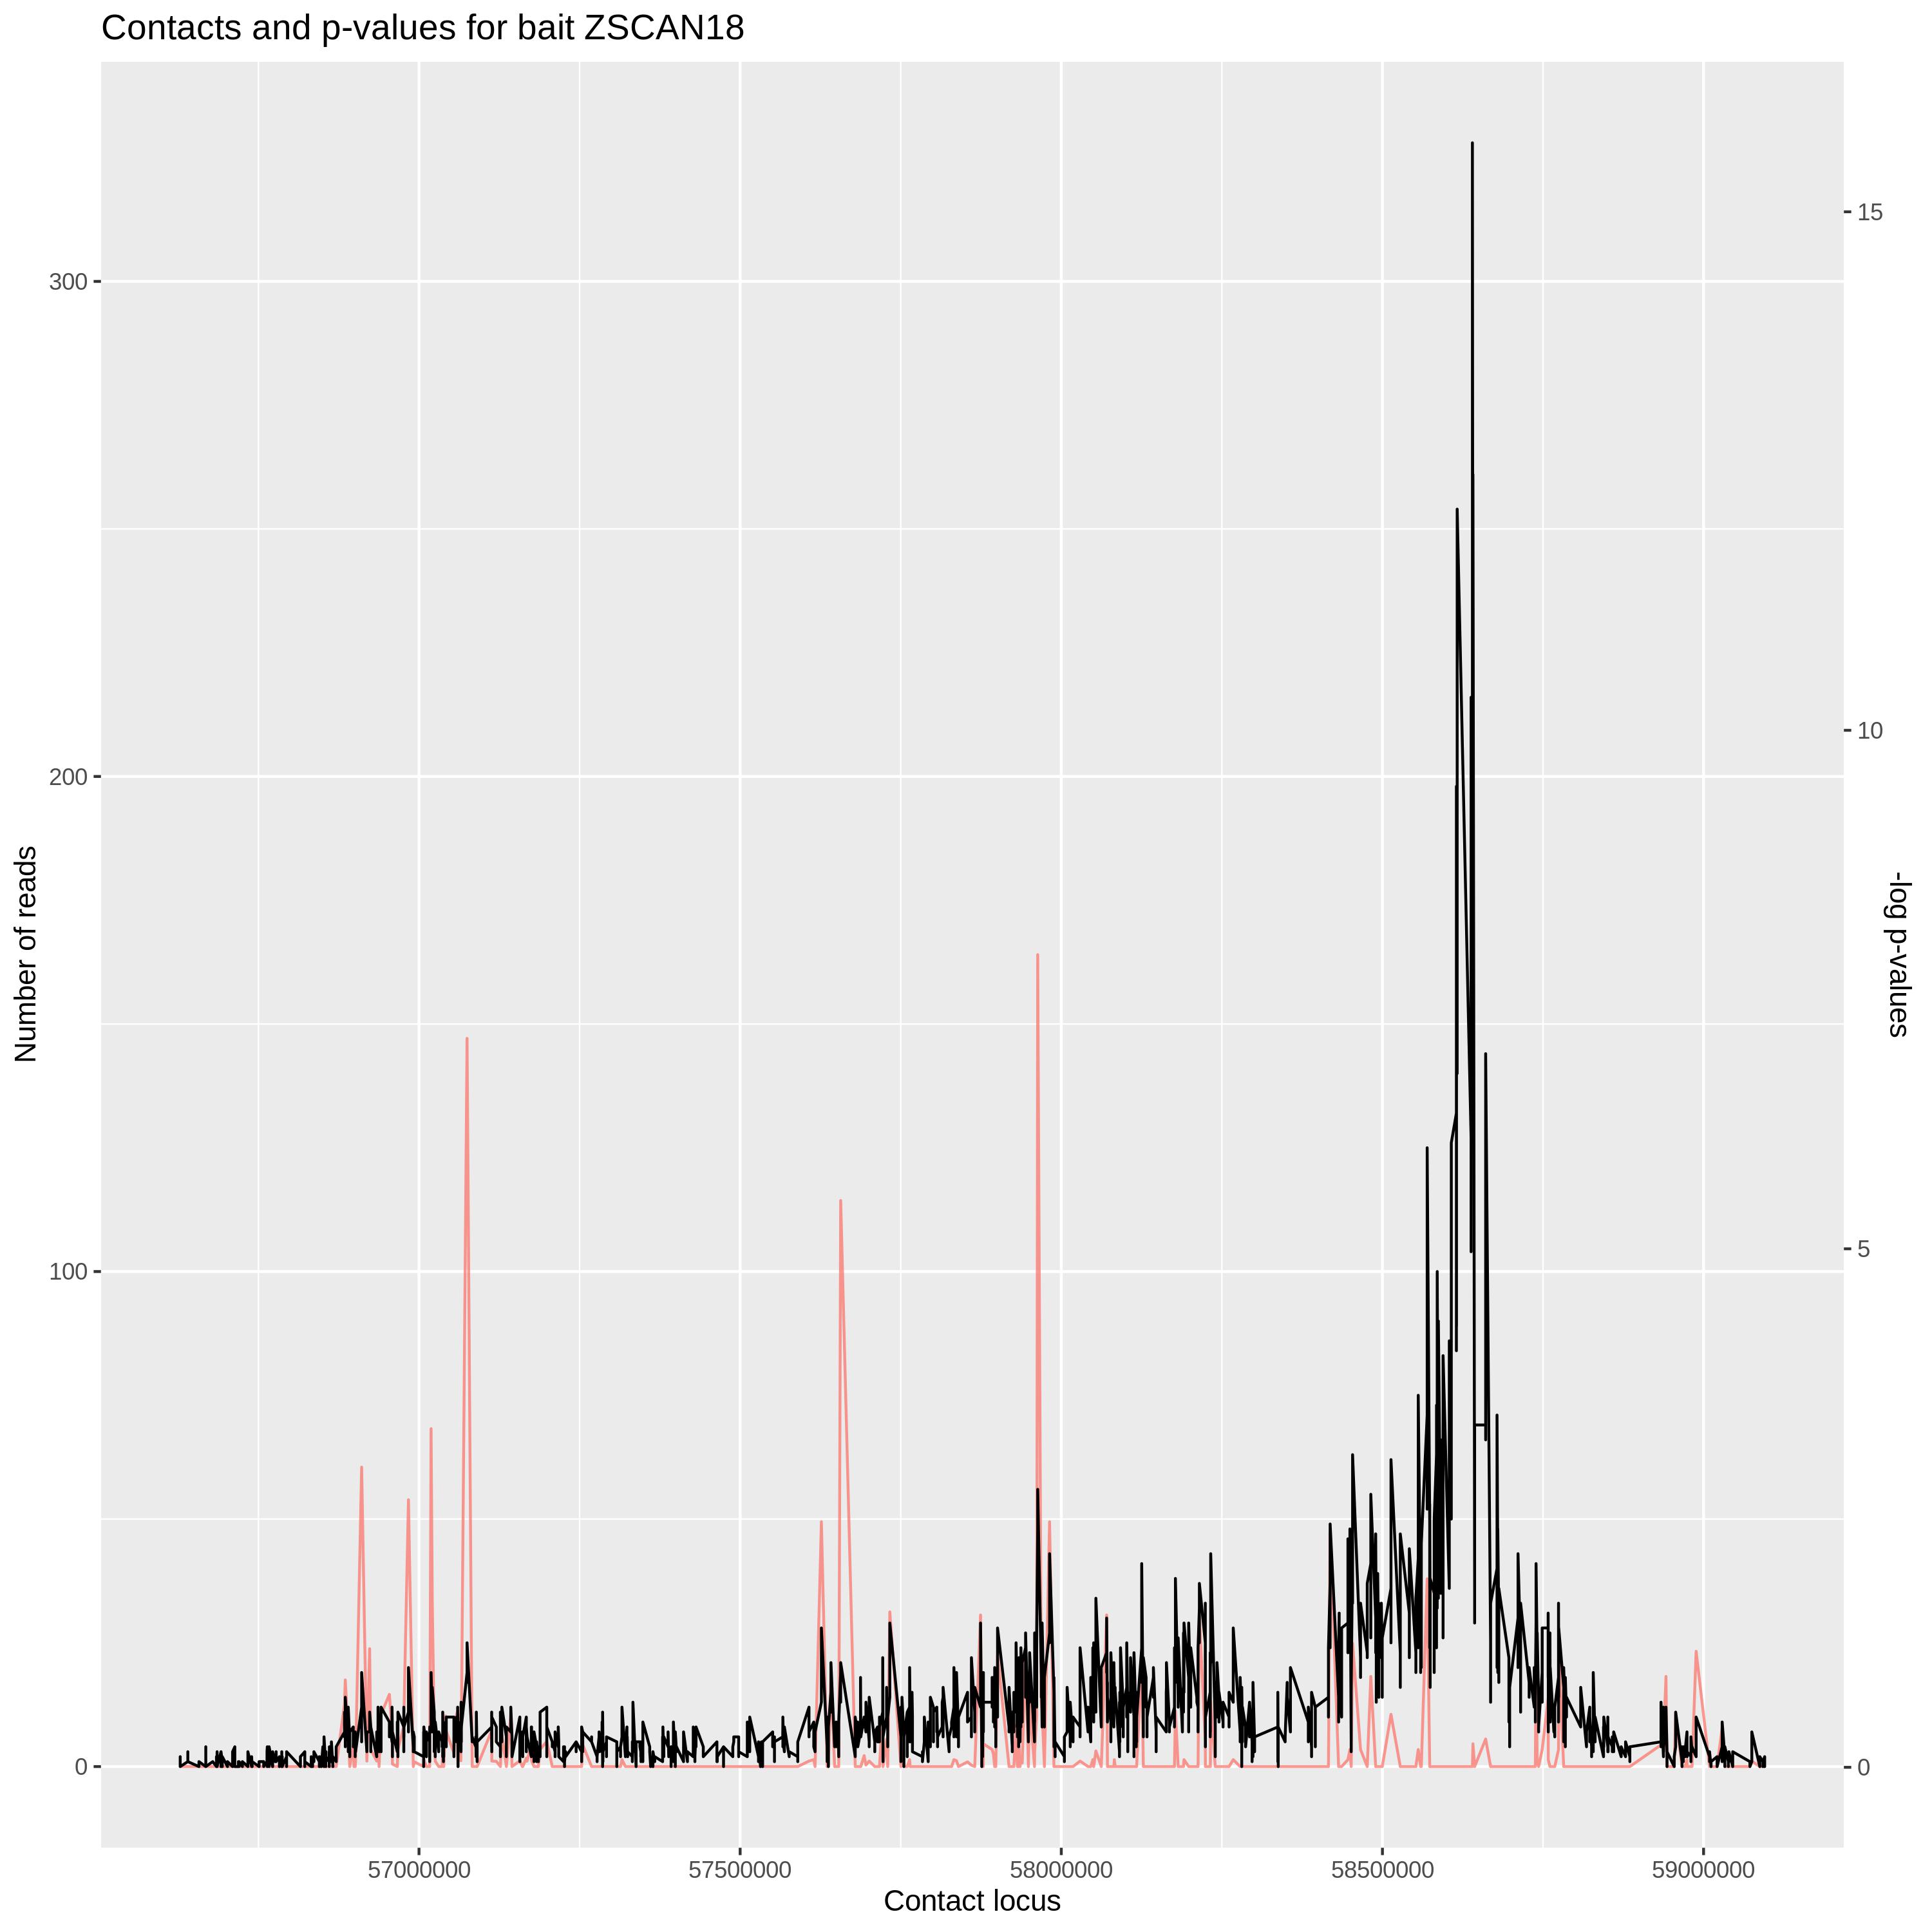 Contacts and p-values for bait ZSCAN18
300
200
100
0
Number of reads
15
10
5
0
-log p-values
57000000 57500000 58000000 58500000 59000000
Contact locus